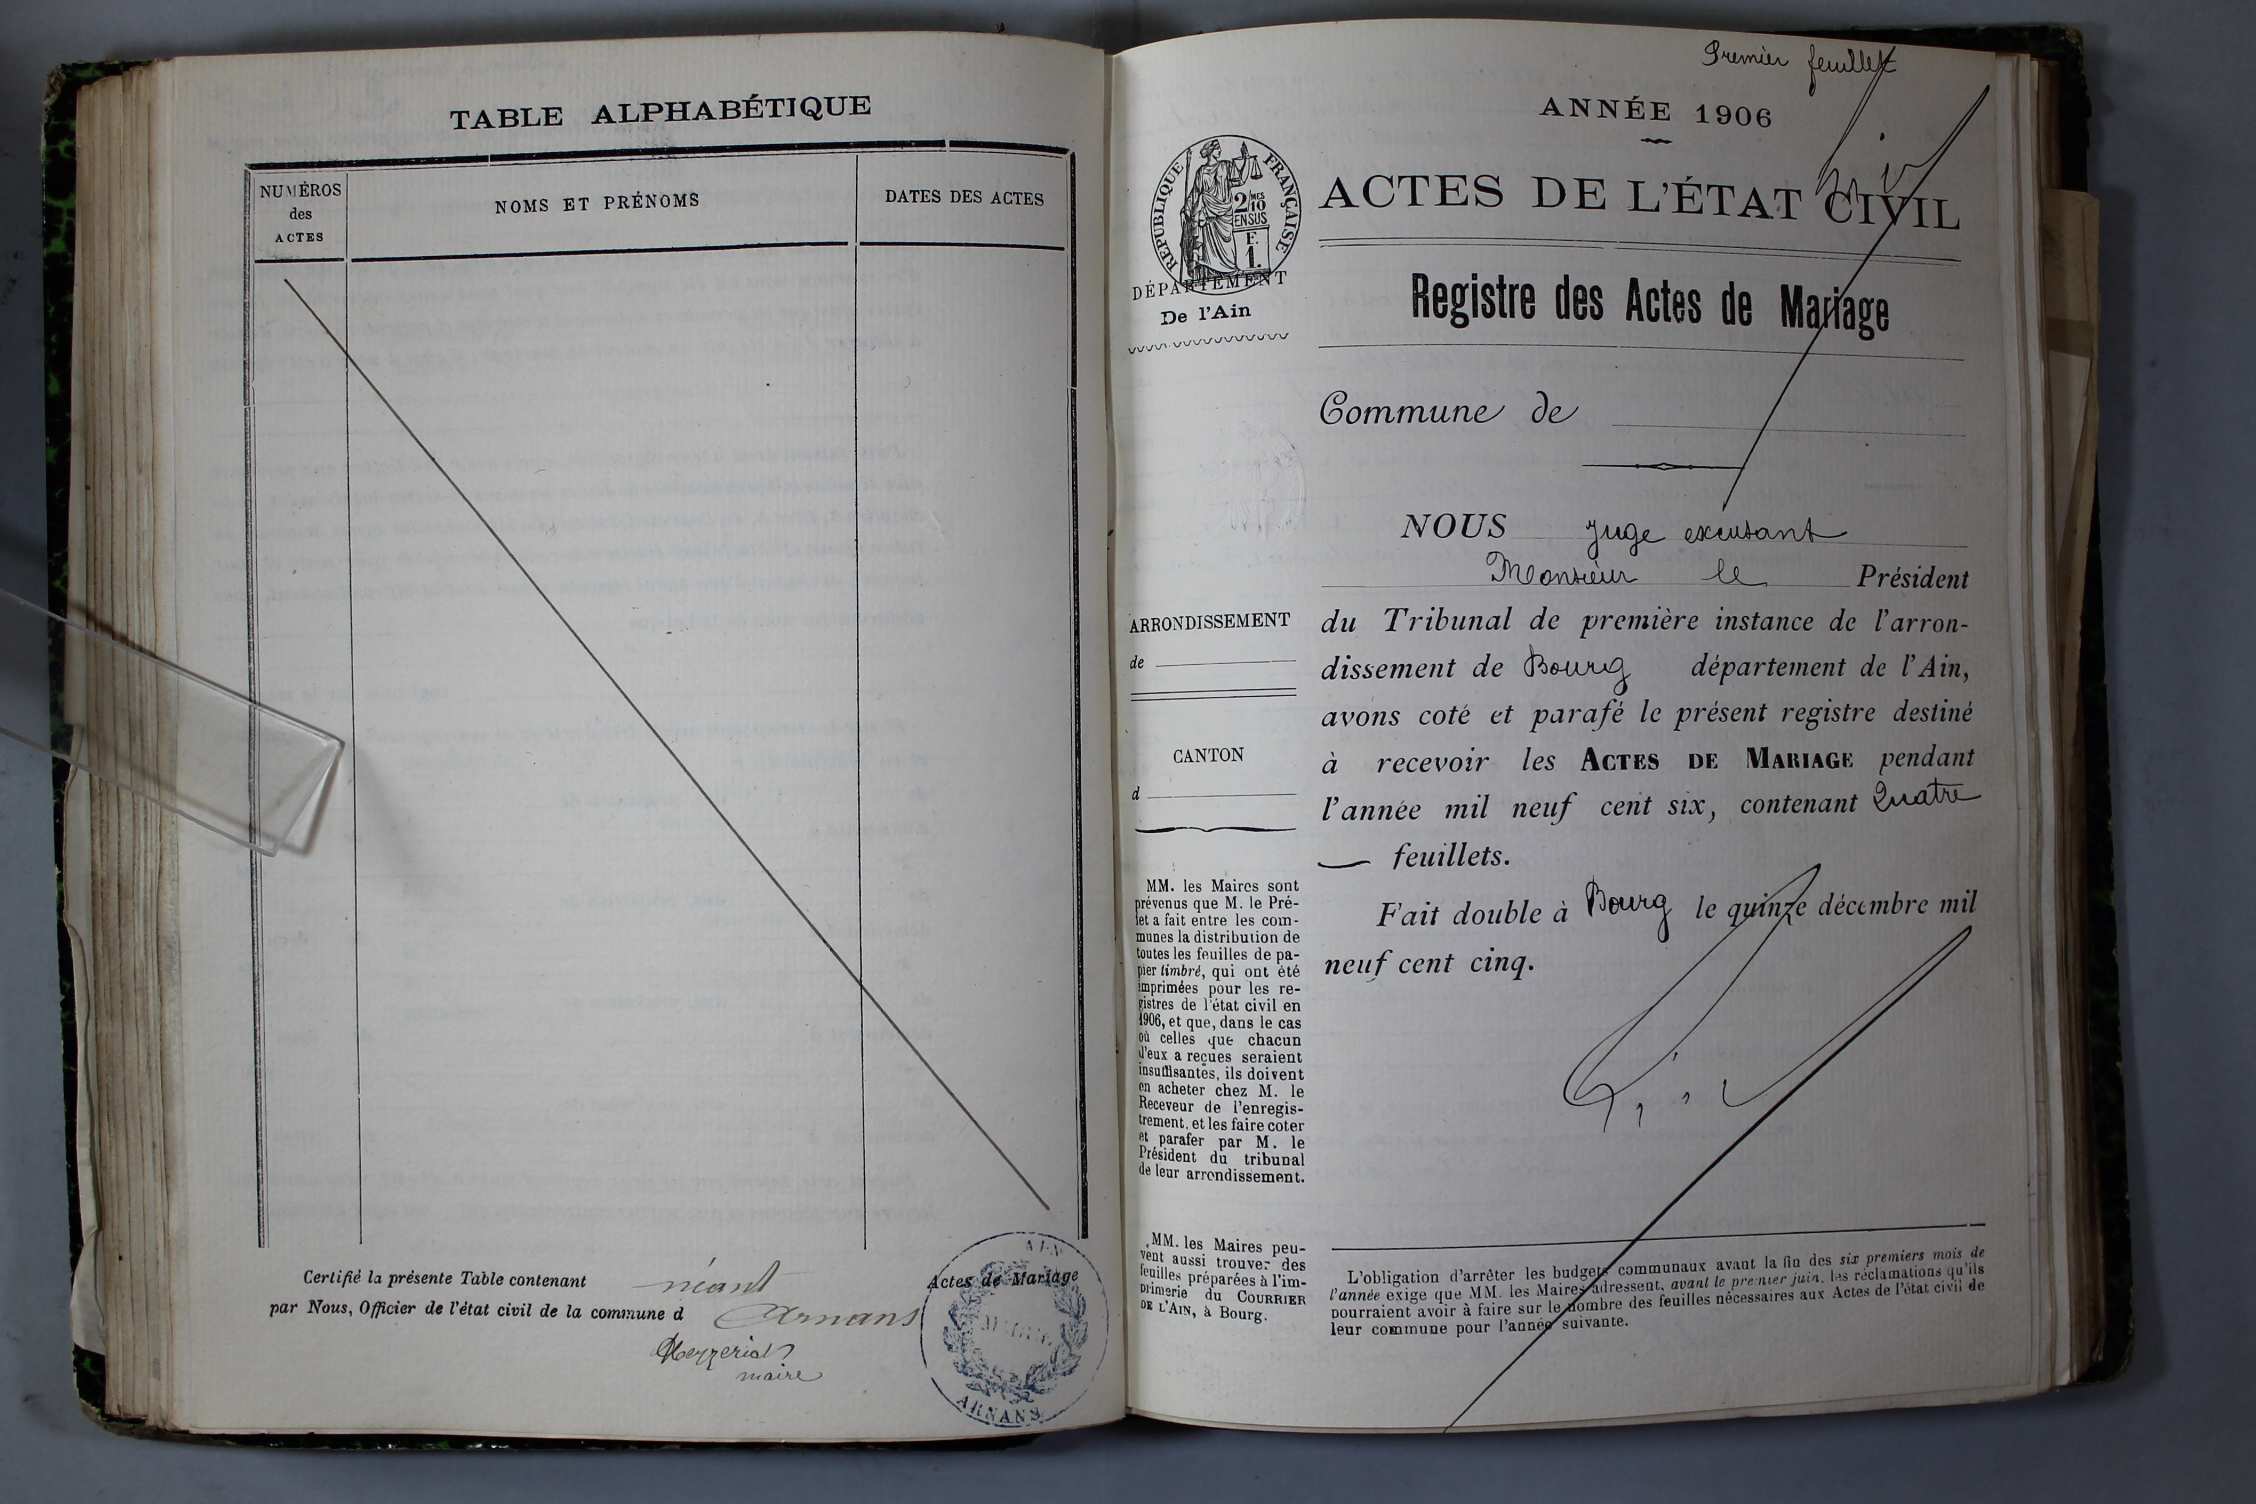 TABLE ALPHABÉTIQUE
NUMÉROS
des
ACTES
NOMS ET PRÉNOMS
DATES DES ACTES
Certifié la présente Table contenant néant Actes de Mariage
par Nous, Officier de l'état civil de la commune d Arnans
maire
AIN
MAIRIE
ARNANS
Premier feuillet
ANNÉE 1906
RÉPUBLIQUE FRANÇAISE
2/10 MES
EN SUS
F.
1.
ACTES DE L'ÉTAT CIVIL
DÉPARTEMENT
De l'Ain
Registre des Actes de Mariage
Commune de
NOUS Juge excusant
Monsieur le Président
ARRONDISSEMENT
de
CANTON
d
du Tribunal de première instance de l'arron-
dissement de Bourg département de l'Ain,
avons coté et parafé le présent registre destiné
à recevoir les ACTES DE MARIAGE pendant
l'année mil neuf cent six, contenant Quatre
— feuillets.
Fait double à Bourg le quinze décembre mil
neuf cent cinq.
MM. les Maires sont
prévenus que M. le Pré-
fet a fait entre les com-
munes la distribution de
toutes les feuilles de pa-
pier timbré, qui ont été
imprimées pour les re-
gistres de l'état civil en
1906, et que, dans le cas
où celles que chacun
d'eux a reçues seraient
insuffisantes, ils doivent
en acheter chez M. le
Receveur de l'enregis-
trement, et les faire coter
et parafer par M. le
Président du tribunal
de leur arrondissement.
MM. les Maires peu-
vent aussi trouver des
feuilles préparées à l'im-
primerie du COURRIER
DE L'AIN, à Bourg.
L'obligation d'arrêter les budgets communaux avant la fin des six premiers mois de
l'année exige que MM. les Maires adressent, avant le premier juin, les réclamations qu'ils
pourraient avoir à faire sur le nombre des feuilles nécessaires aux Actes de l'état civil de
leur commune pour l'année suivante.